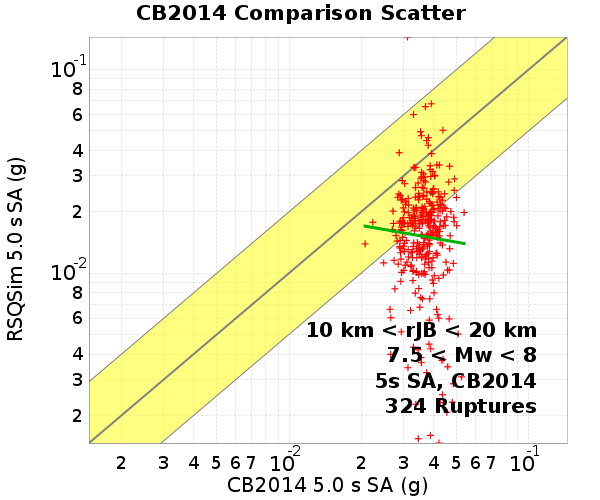 CB2014 Comparison Scatter
RSQSim 5.0 s SA (g)
10⁻¹
8
6
4
3
2
10⁻²
8
6
4
3
2
10 km < rJB < 20 km
7.5 < Mw < 8
5s SA, CB2014
324 Ruptures
2 3 4 5 6 7 10⁻² 2 3 4 5 6 7 10⁻¹
CB2014 5.0 s SA (g)